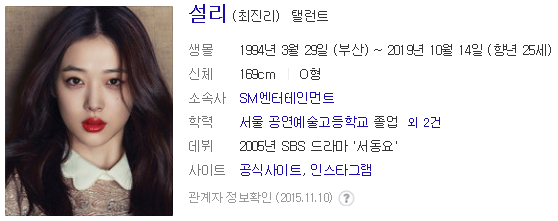 설리 (최진리) 탤런트
생몰 1994년 3월 29일 (부산) ~ 2019년 10월 14일 (향년 25세)
신체 169cm | O형
소속사 SM엔터테인먼트
학력 서울 공연예술고등학교 졸업 외 2건
데뷔 2005년 SBS 드라마 '서동요'
사이트 공식사이트, 인스타그램
관계자 정보확인 (2015.11.10) ?